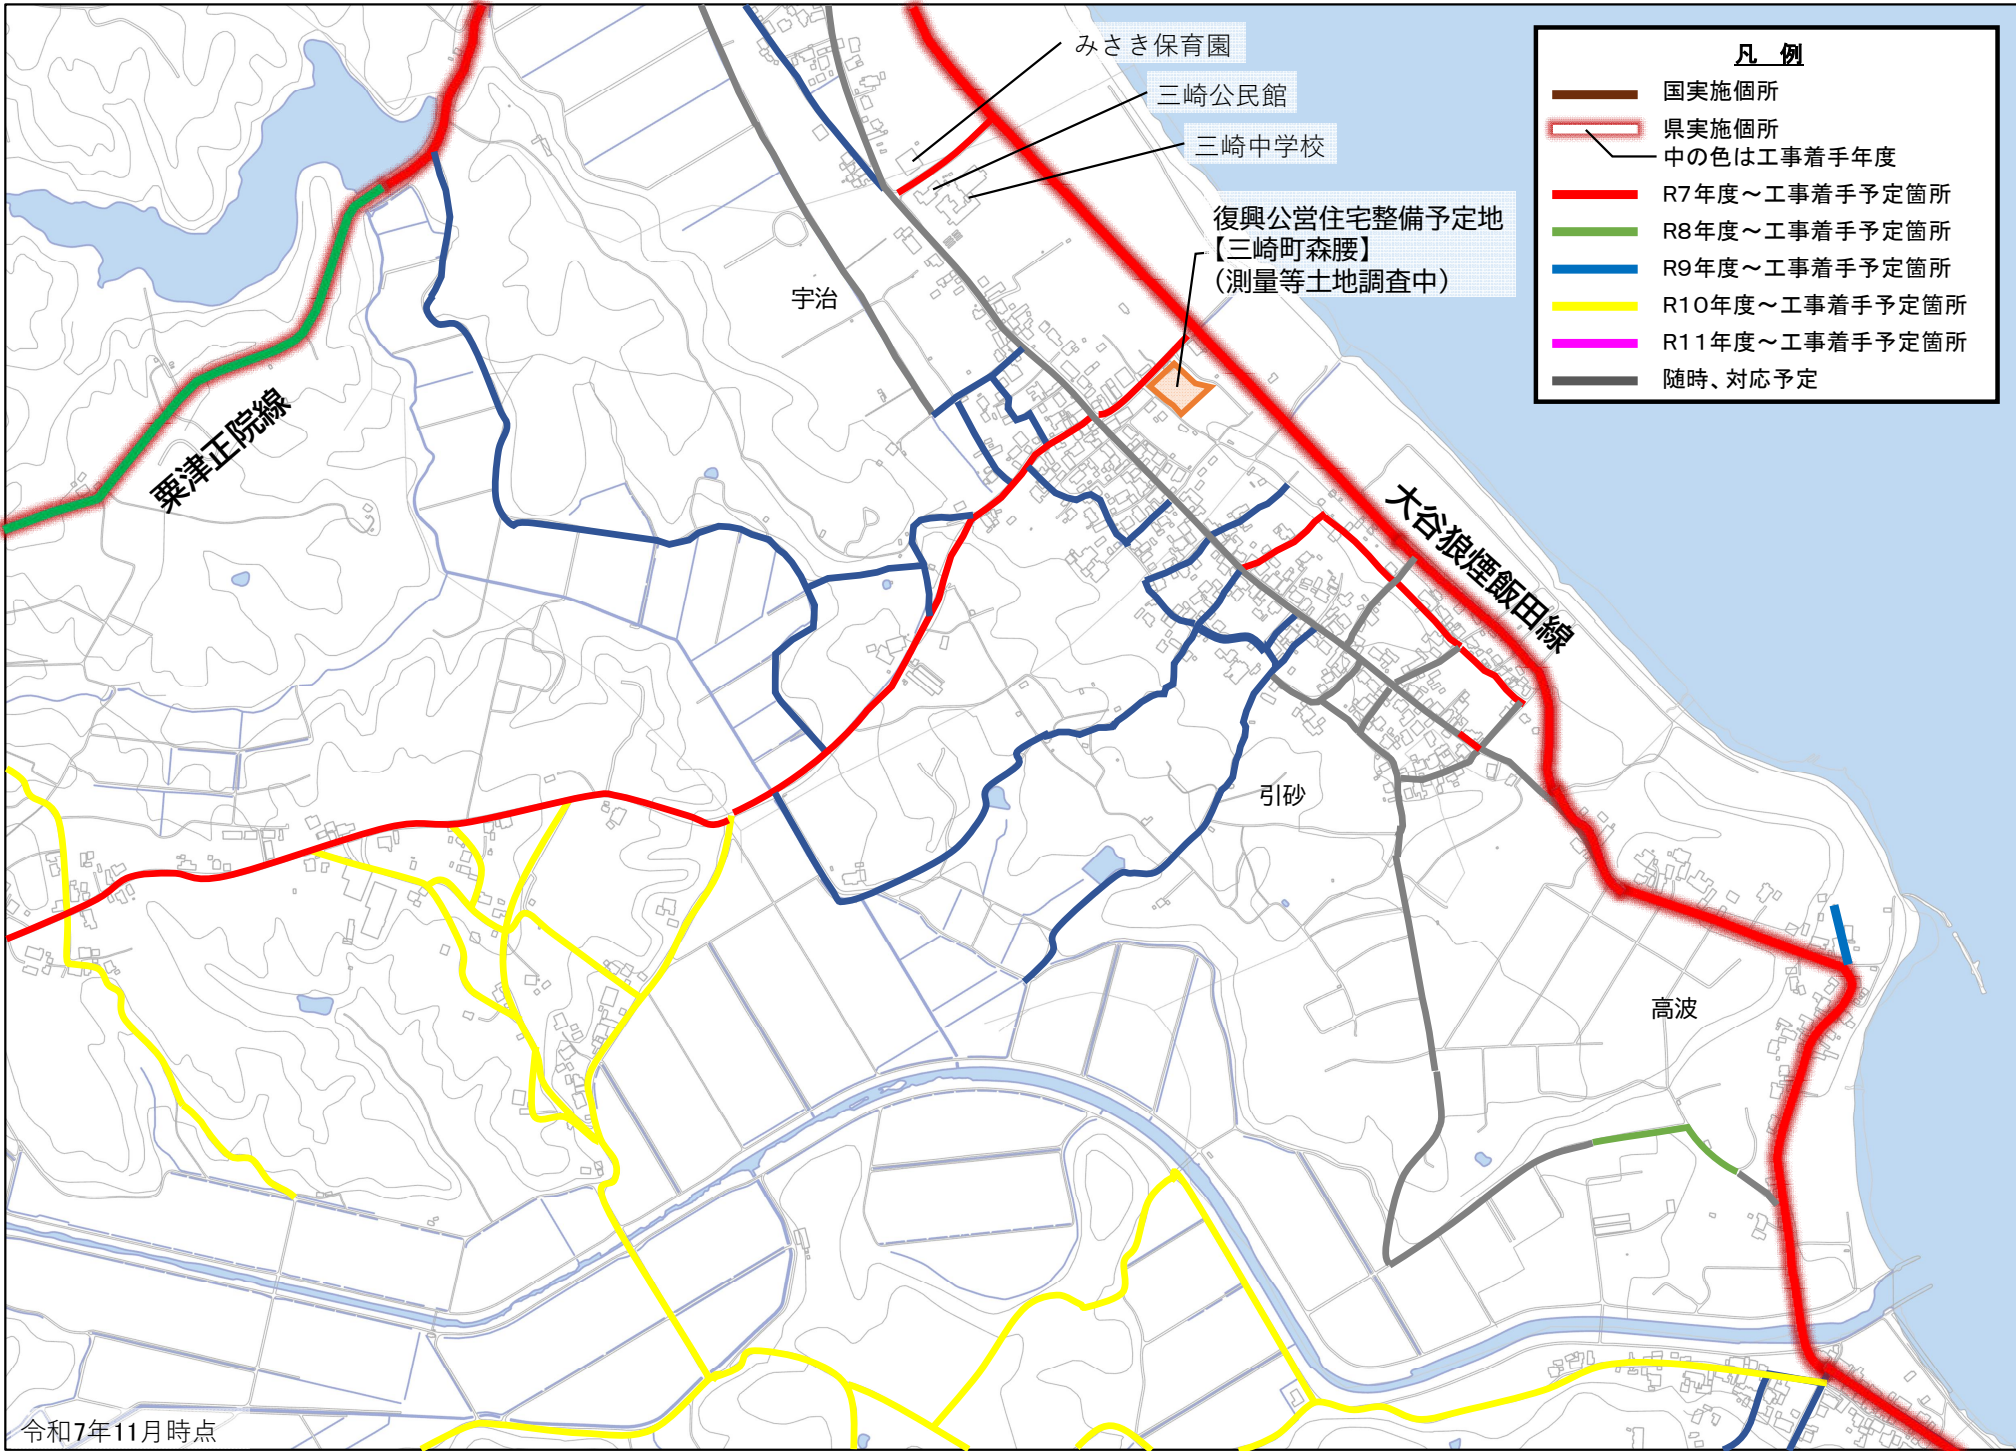 みさき保育園
三崎公民館
三崎中学校
復興公営住宅整備予定地
【三崎町森腰】
（測量等土地調査中）
凡 例
国実施個所
県実施個所
中の色は工事着手年度
R7年度～工事着手予定箇所
R8年度～工事着手予定箇所
R9年度～工事着手予定箇所
R10年度～工事着手予定箇所
R11年度～工事着手予定箇所
随時、対応予定
宇治
粟津正院線
大谷狼煙飯田線
引砂
高波
令和7年11月時点